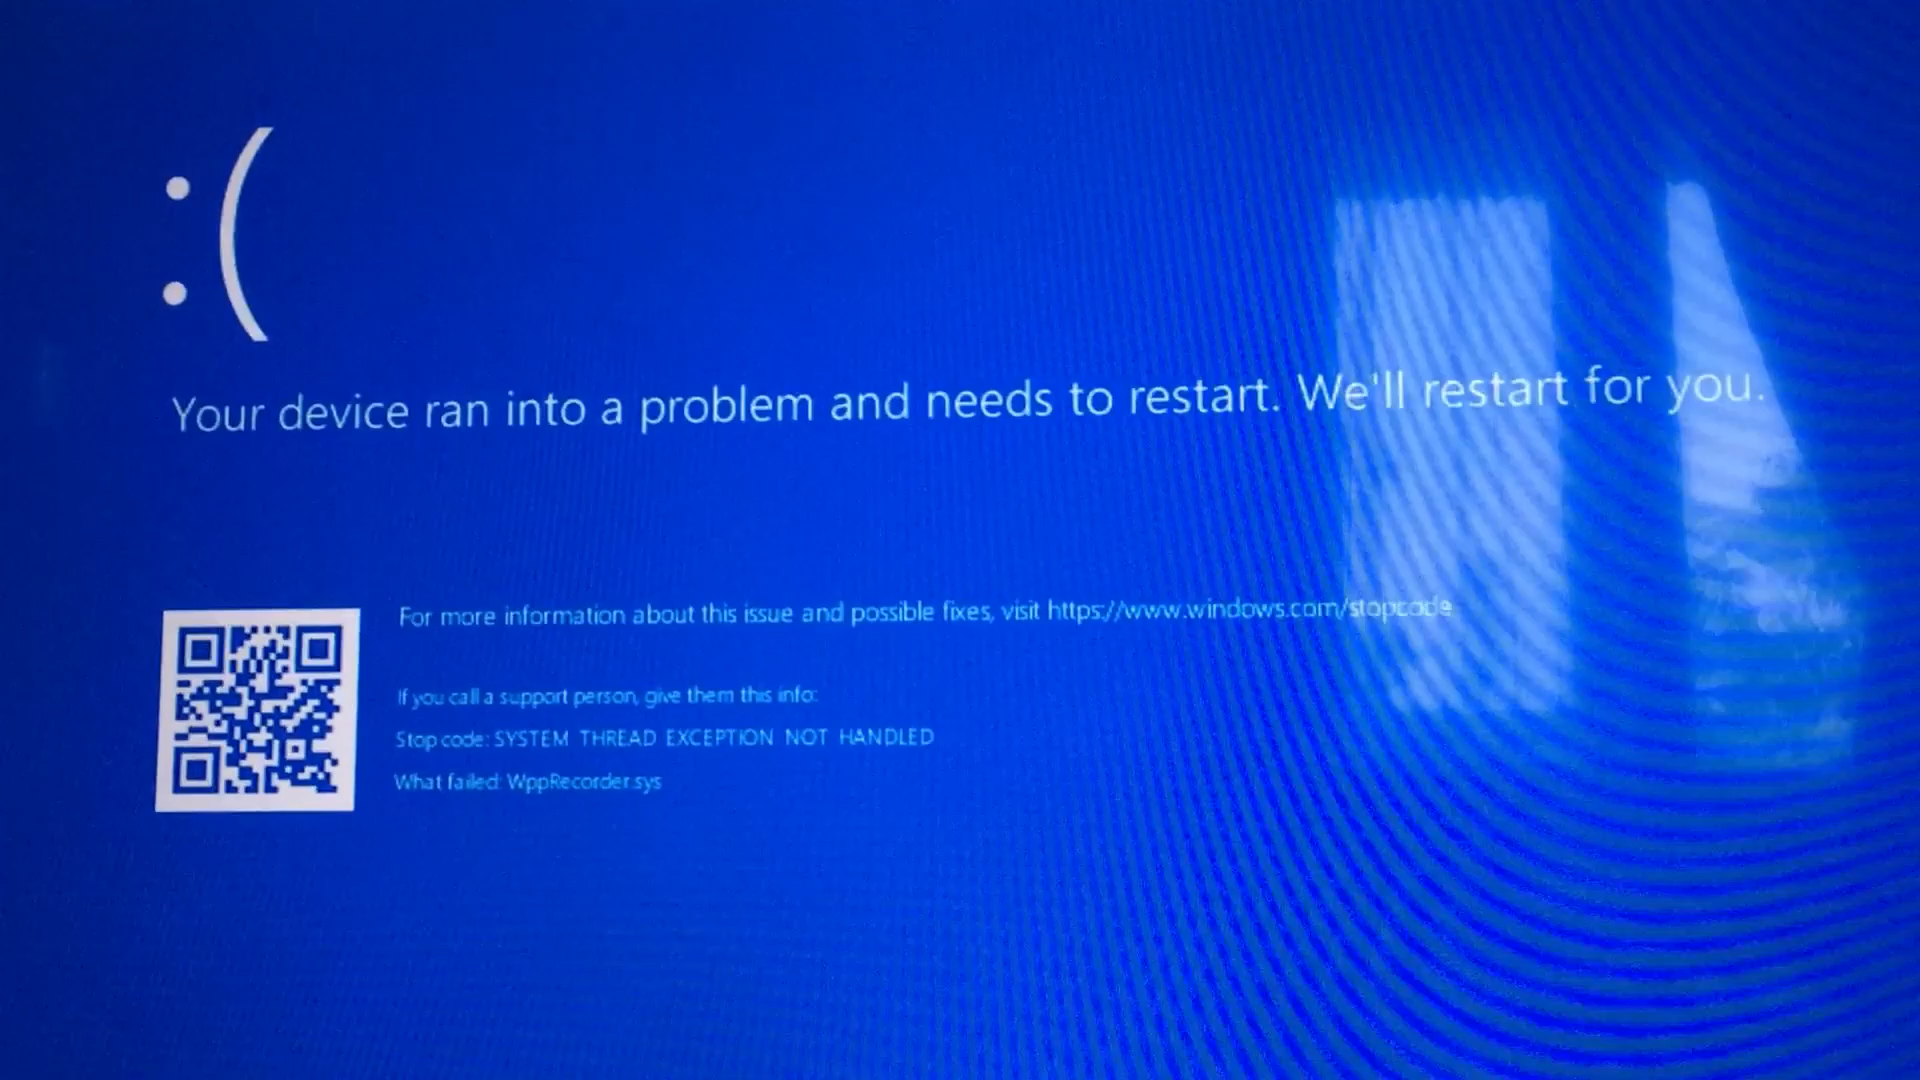 :(
Your device ran into a problem and needs to restart. We'll restart for you.
For more information about this issue and possible fixes, visit https://www.windows.com/stopcode
If you call a support person, give them this info:
Stop code: SYSTEM THREAD EXCEPTION NOT HANDLED
What failed: WppRecorder.sys